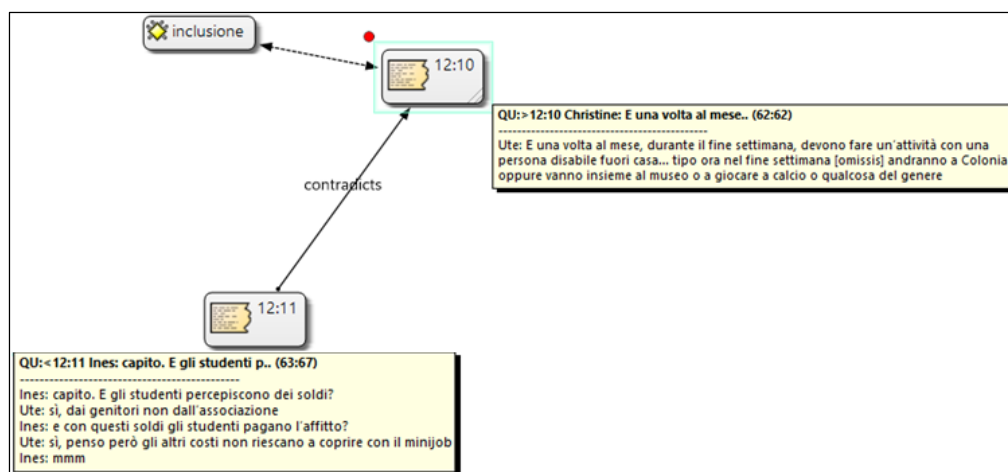 inclusione
12:10
QU:>12:10 Christine: E una volta al mese.. (62:62)
-----------------------------------------------
Ute: E una volta al mese, durante il fine settimana, devono fare un´attività con una
persona disabile fuori casa... tipo ora nel fine settimana [omissis] andranno a Colonia
oppure vanno insieme al museo o a giocare a calcio o qualcosa del genere
contradicts
12:11
QU:<12:11 Ines: capito. E gli studenti p.. (63:67)
-----------------------------------------------
Ines: capito. E gli studenti percepiscono dei soldi?
Ute: sì, dai genitori non dall´associazione
Ines: e con questi soldi gli studenti pagano l´affitto?
Ute: sì, penso però gli altri costi non riescano a coprire con il minijob
Ines: mmm